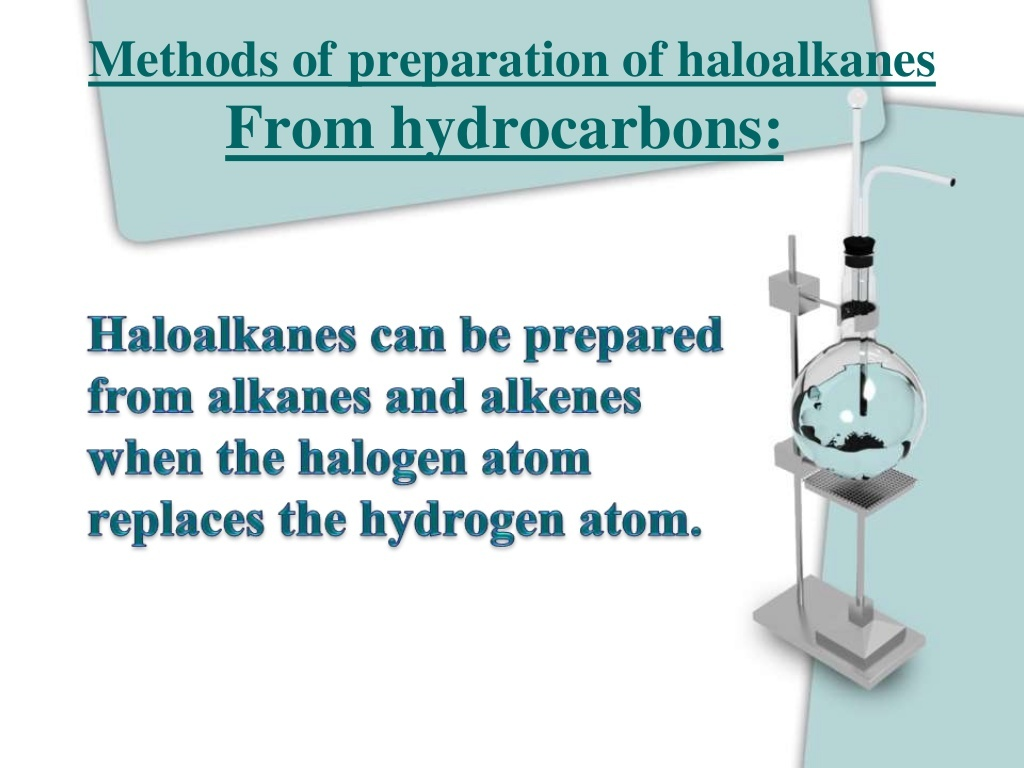 Methods of preparation of haloalkanes
From hydrocarbons:
Haloalkanes can be prepared
from alkanes and alkenes
when the halogen atom
replaces the hydrogen atom.